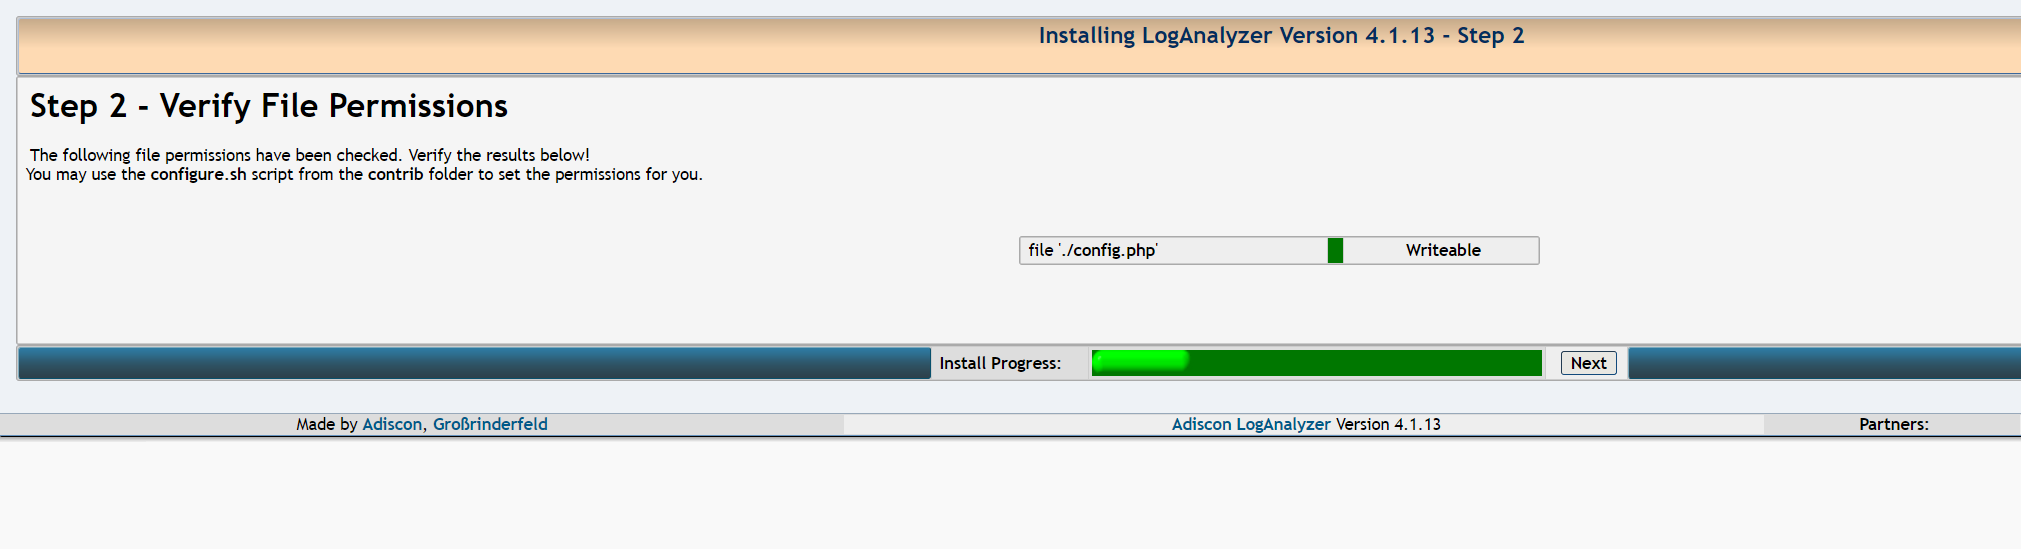 Installing LogAnalyzer Version 4.1.13 - Step 2
Step 2 - Verify File Permissions
The following file permissions have been checked. Verify the results below!
You may use the configure.sh script from the contrib folder to set the permissions for you.
file './config.php' Writeable
Install Progress: Next
Made by Adiscon, Großrinderfeld Adiscon LogAnalyzer Version 4.1.13 Partners: